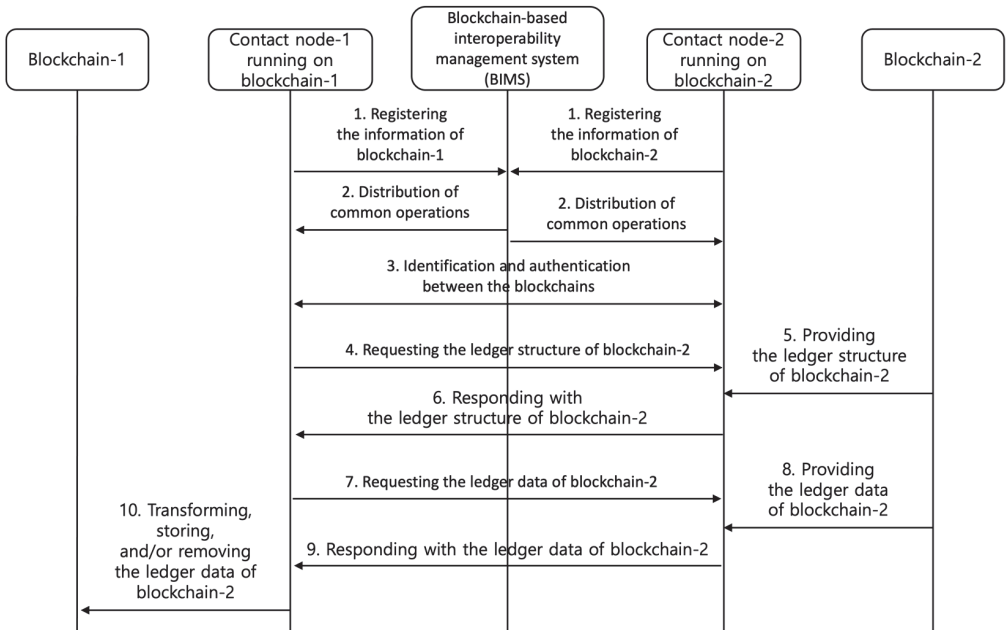 Blockchain-1
Contact node-1
running on
blockchain-1
Blockchain-based
interoperability
management system
(BIMS)
Contact node-2
running on
blockchain-2
Blockchain-2
1. Registering
the information of
blockchain-1
1. Registering
the information of
blockchain-2
2. Distribution of
common operations
2. Distribution of
common operations
3. Identification and authentication
between the blockchains
4. Requesting the ledger structure of blockchain-2
5. Providing
the ledger structure
of blockchain-2
6. Responding with
the ledger structure of blockchain-2
7. Requesting the ledger data of blockchain-2
8. Providing
the ledger data
of blockchain-2
9. Responding with the ledger data of blockchain-2
10. Transforming,
storing,
and/or removing
the ledger data of
blockchain-2